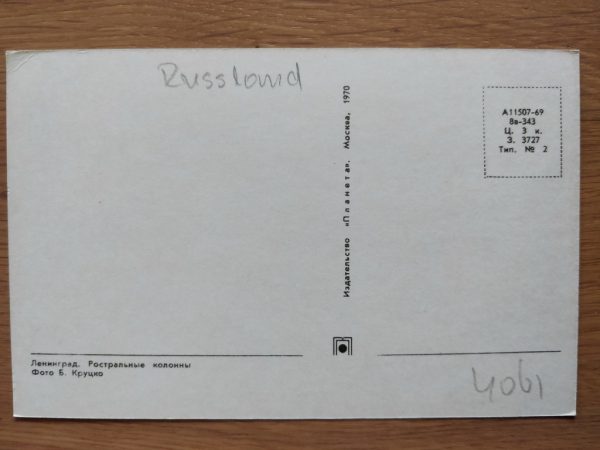 Russland
А11507-69
8в-343
Ц. 3 к.
З. 3727
Тип. № 2
Издательство «Планета». Москва, 1970
Ленинград. Ростральные колонны
Фото Б. Круцко
4061